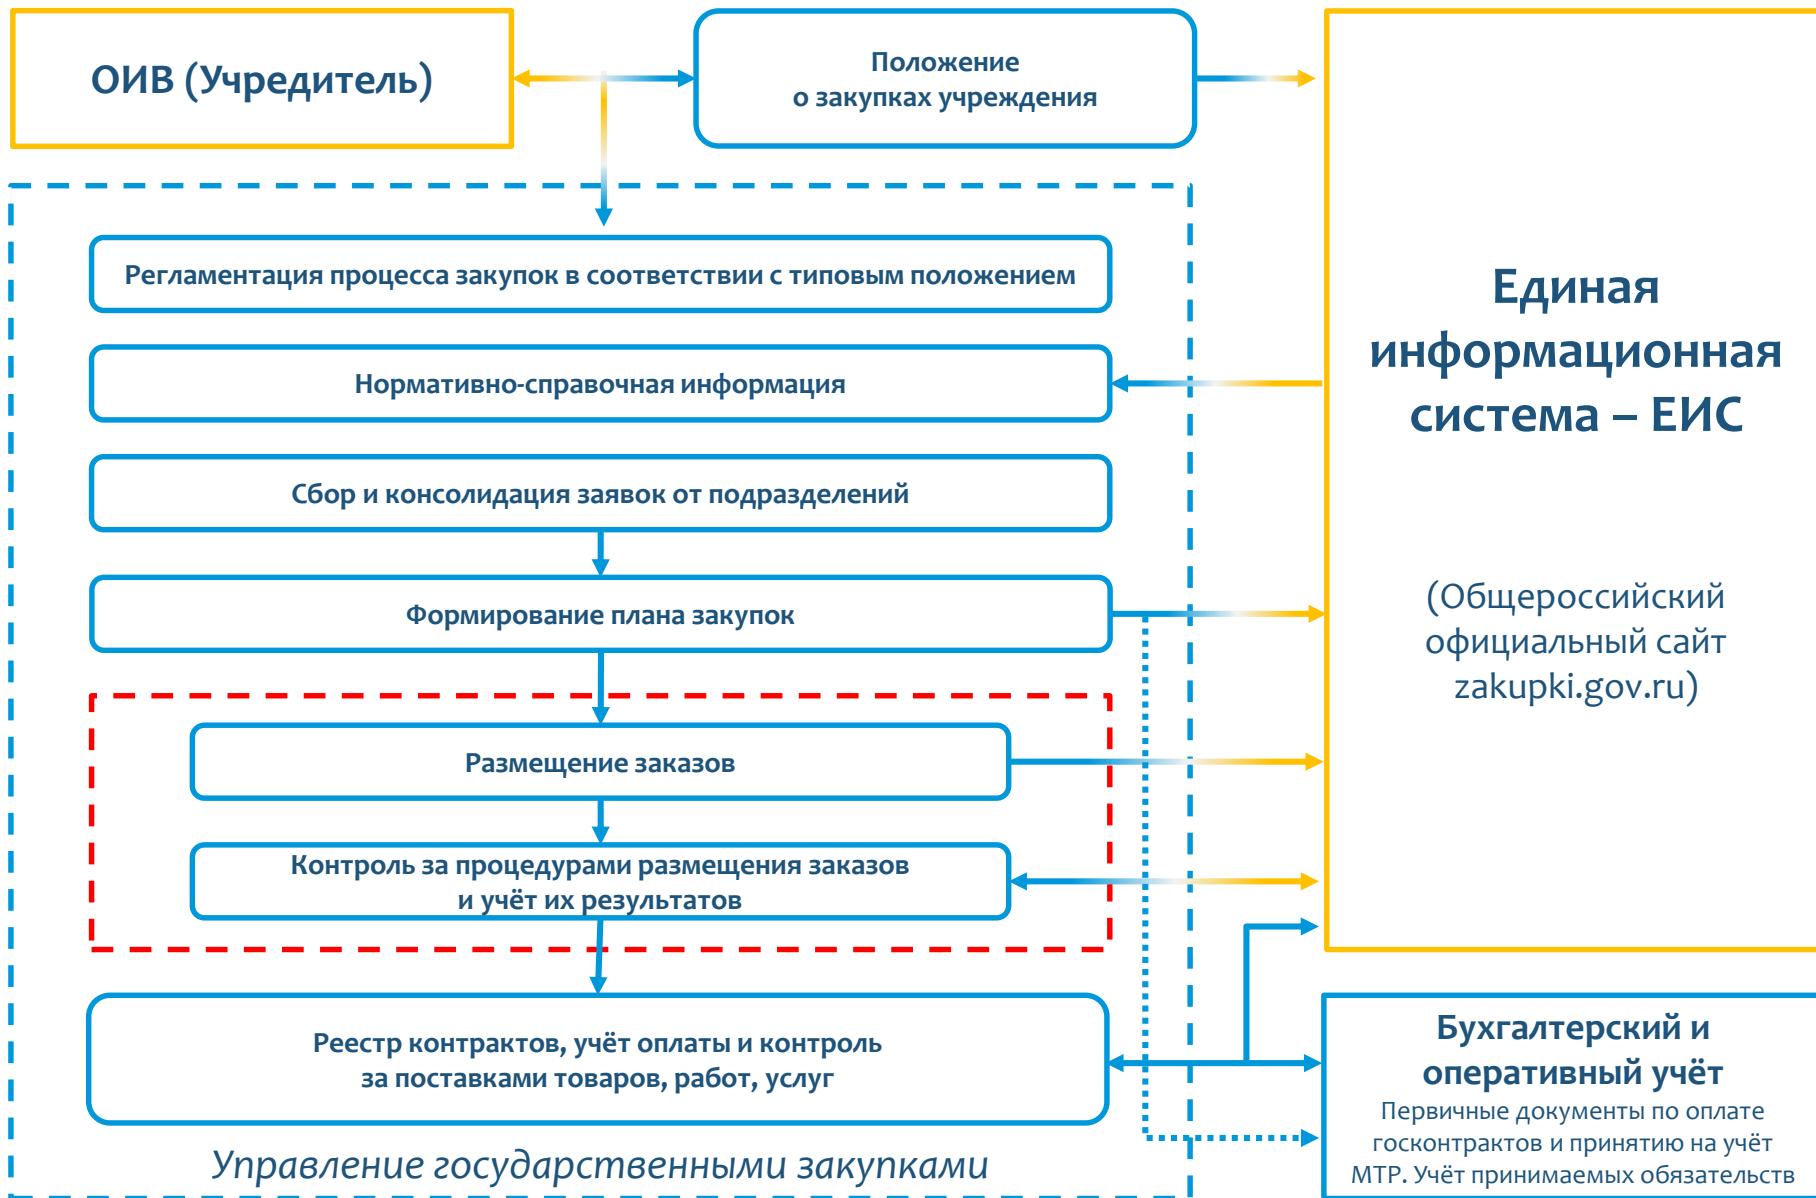 ОИВ (Учредитель)
Положение
о закупках учреждения
Регламентация процесса закупок в соответствии с типовым положением
Нормативно-справочная информация
Сбор и консолидация заявок от подразделений
Формирование плана закупок
Размещение заказов
Контроль за процедурами размещения заказов
и учёт их результатов
Реестр контрактов, учёт оплаты и контроль
за поставками товаров, работ, услуг
Управление государственными закупками
Единая
информационная
система – ЕИС
(Общероссийский
официальный сайт
zakupki.gov.ru)
Бухгалтерский и
оперативный учёт
Первичные документы по оплате
госконтрактов и принятию на учёт
МТР. Учёт принимаемых обязательств